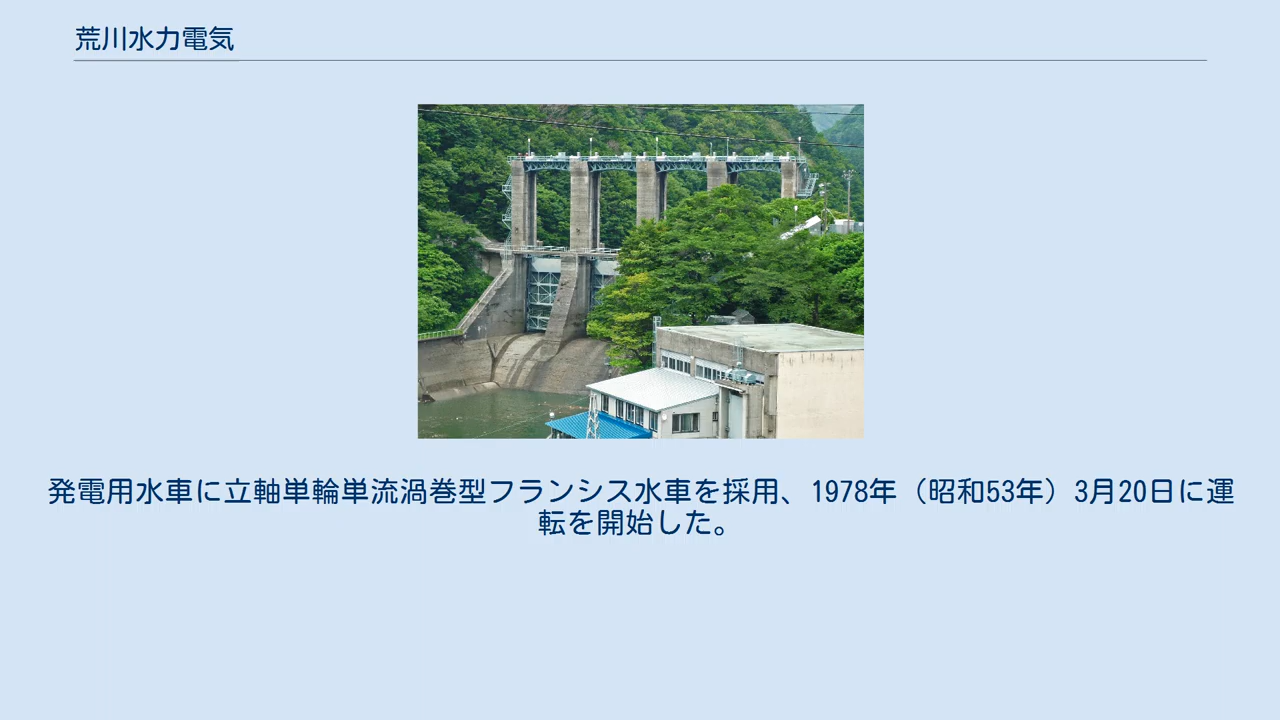 荒川水力電気
発電用水車に立軸単輪単流渦巻型フランシス水車を採用、1978年（昭和53年）3月20日に運
転を開始した。